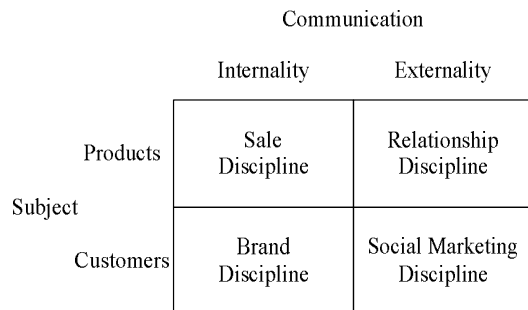 Communication
Internality Externality
Products
Sale
Discipline
Relationship
Discipline
Subject
Customers
Brand
Discipline
Social Marketing
Discipline